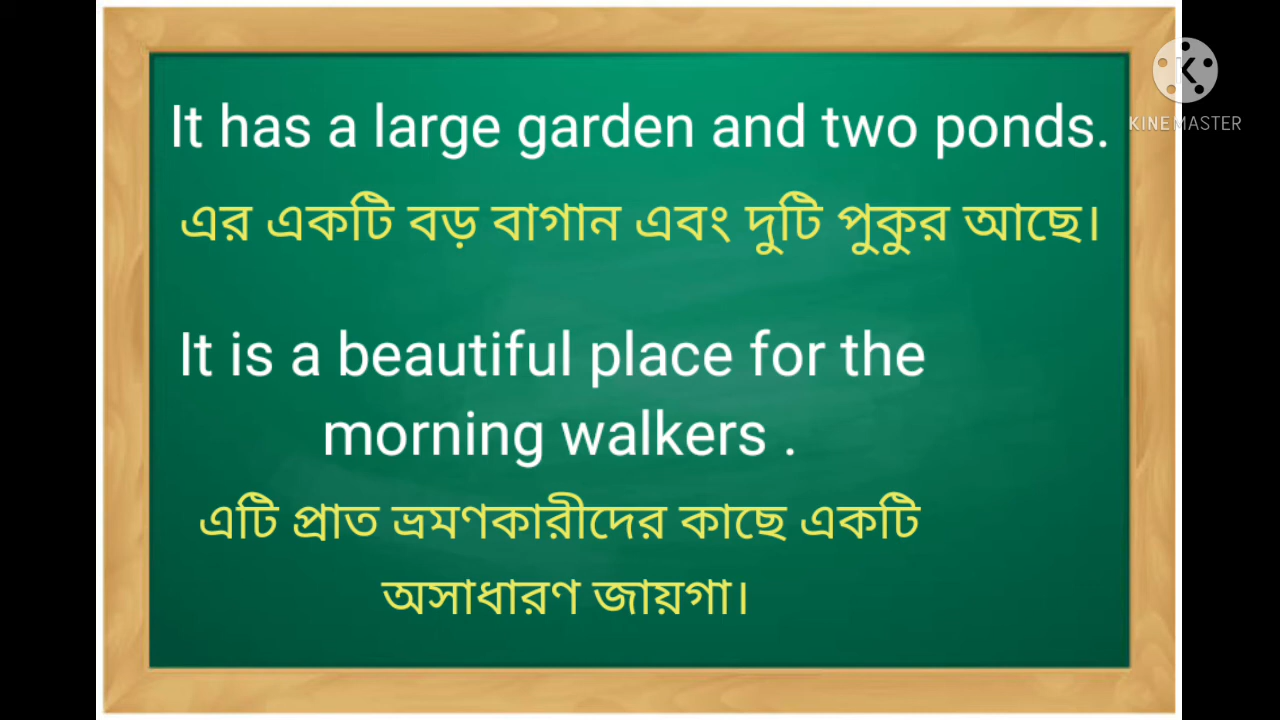 It has a large garden and two ponds.
এর একটি বড় বাগান এবং দুটি পুকুর আছে।
It is a beautiful place for the
morning walkers .
এটি প্রাত ভ্রমণকারীদের কাছে একটি
অসাধারণ জায়গা।
K
KINEMASTER